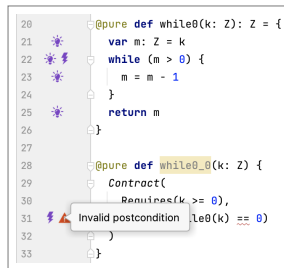 20 @pure def while0(k: Z): Z = {
21 var m: Z = k
22 while (m > 0) {
23 m = m - 1
24 }
25 return m
26 }
27
28 @pure def while0_0(k: Z) {
29 Contract(
30 Requires(k >= 0),
31 Invalid postcondition le0(k) == 0)
32 )
33 }